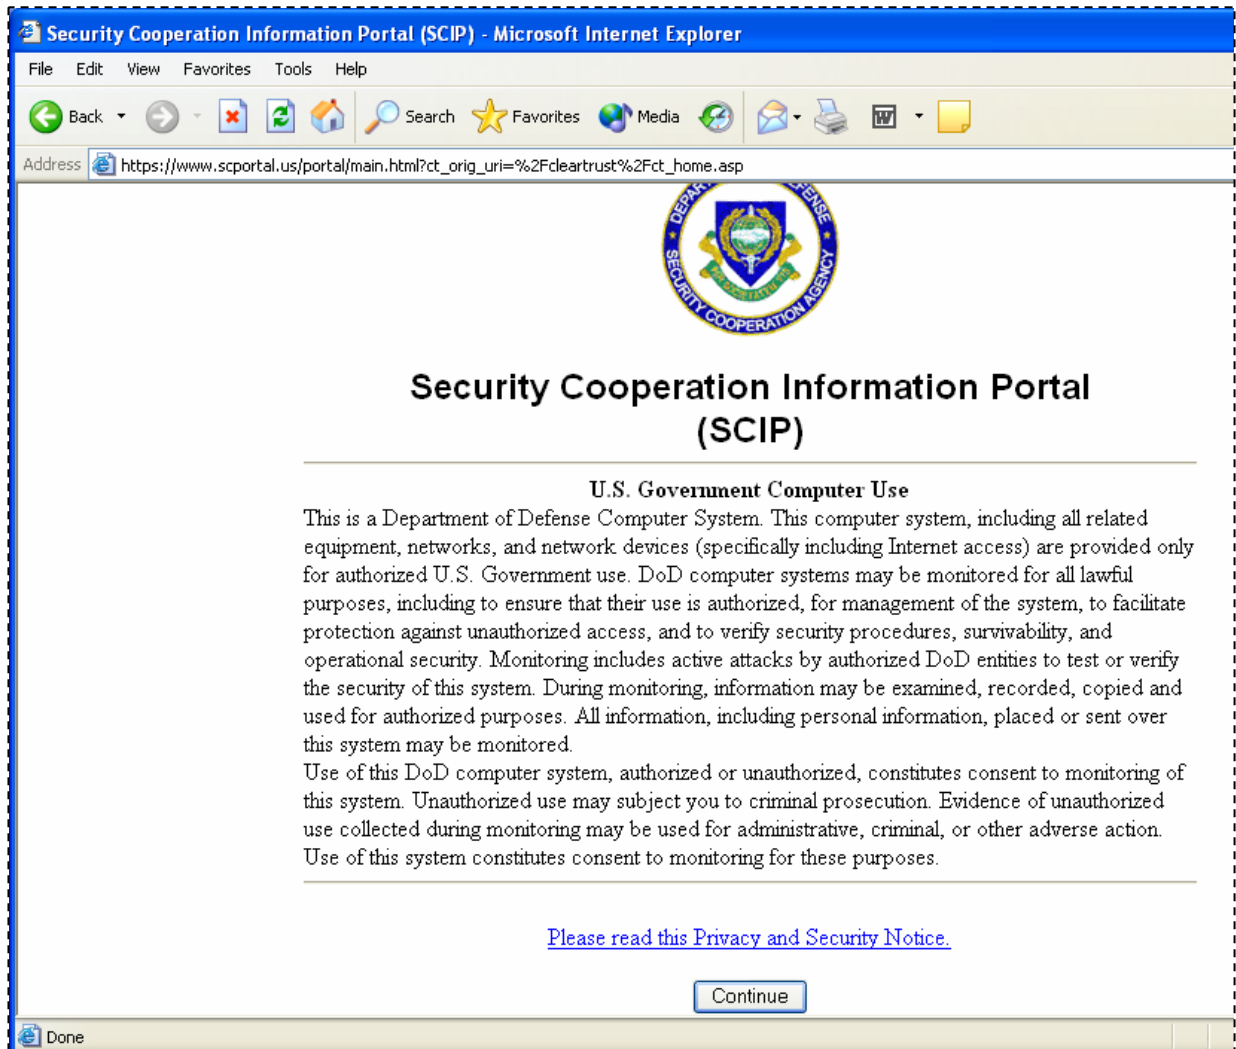 Security Cooperation Information Portal (SCIP) - Microsoft Internet Explorer
File Edit View Favorites Tools Help
Back Search Favorites Media
Address https://www.scportal.us/portal/main.html?ct_orig_uri=%2Fcleartrust%2Fct_home.asp
SECURITY COOPERATION AGENCY
Security Cooperation Information Portal
(SCIP)
U.S. Government Computer Use
This is a Department of Defense Computer System. This computer system, including all related
equipment, networks, and network devices (specifically including Internet access) are provided only
for authorized U.S. Government use. DoD computer systems may be monitored for all lawful
purposes, including to ensure that their use is authorized, for management of the system, to facilitate
protection against unauthorized access, and to verify security procedures, survivability, and
operational security. Monitoring includes active attacks by authorized DoD entities to test or verify
the security of this system. During monitoring, information may be examined, recorded, copied and
used for authorized purposes. All information, including personal information, placed or sent over
this system may be monitored.
Use of this DoD computer system, authorized or unauthorized, constitutes consent to monitoring of
this system. Unauthorized use may subject you to criminal prosecution. Evidence of unauthorized
use collected during monitoring may be used for administrative, criminal, or other adverse action.
Use of this system constitutes consent to monitoring for these purposes.
Please read this Privacy and Security Notice.
Continue
Done